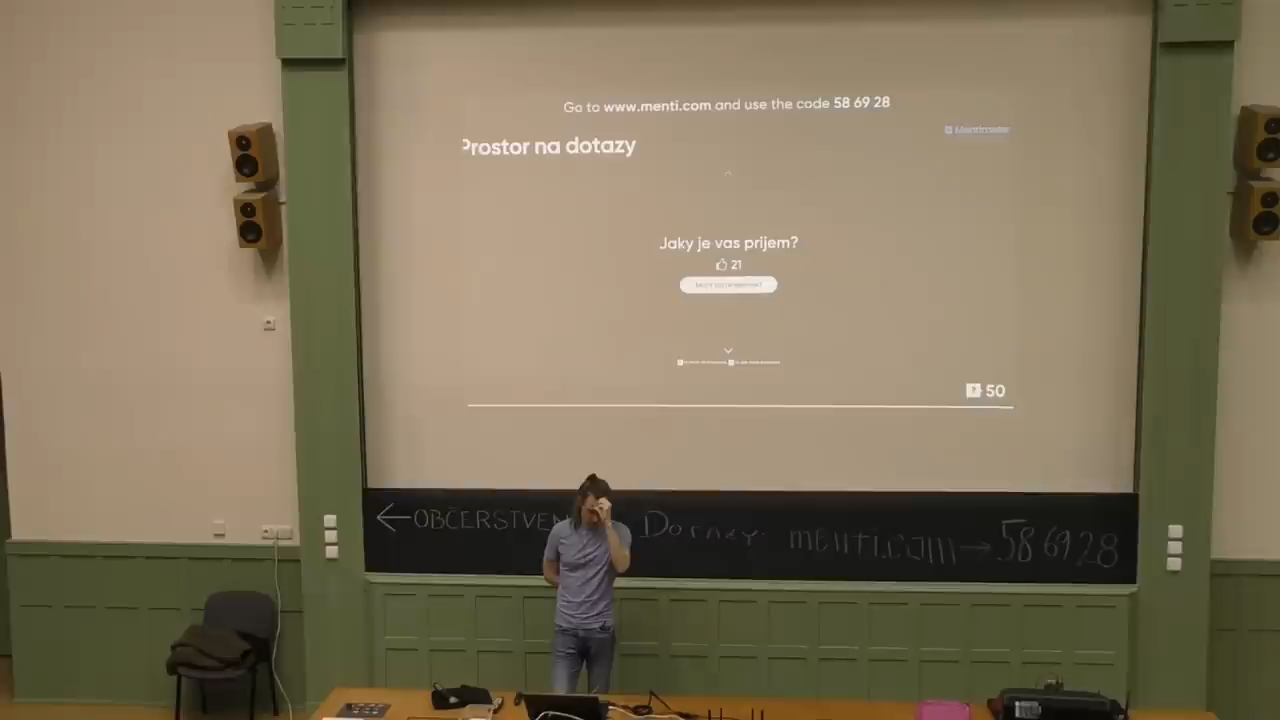 Go to www.menti.com and use the code 58 69 28
Mentimeter
Prostor na dotazy
Jaky je vas prijem?
21
50
←OBČERSTVEN
Dotazy: menti.com → 58 69 28